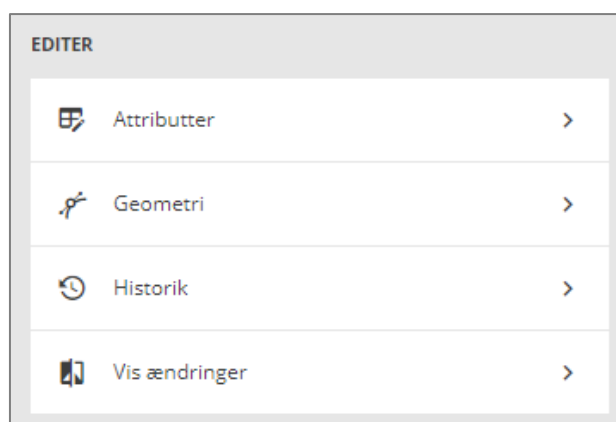 EDITER
Attributter
Geometri
Historik
Vis ændringer